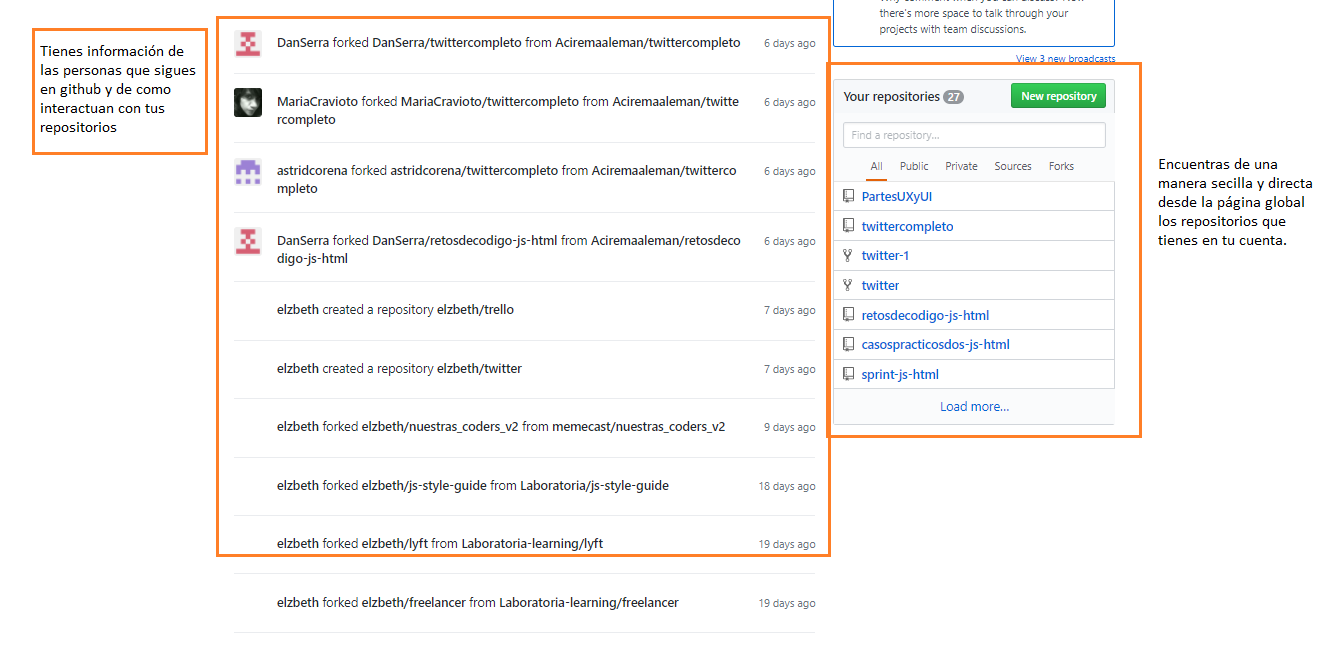 Tienes información de
las personas que sigues
en github y de como
interactuan con tus
repositorios
DanSerra forked DanSerra/twittercompleto from Aciremaaleman/twittercompleto 6 days ago
MariaCravioto forked MariaCravioto/twittercompleto from Aciremaaleman/twitte
rcompleto
6 days ago
astridcorena forked astridcorena/twittercompleto from Aciremaaleman/twitterco
mpleto
6 days ago
DanSerra forked DanSerra/retosdecodigo-js-html from Aciremaaleman/retosdeco
digo-js-html
6 days ago
elzbeth created a repository elzbeth/trello 7 days ago
elzbeth created a repository elzbeth/twitter 7 days ago
elzbeth forked elzbeth/nuestras_coders_v2 from memecast/nuestras_coders_v2 9 days ago
elzbeth forked elzbeth/js-style-guide from Laboratoria/js-style-guide 18 days ago
elzbeth forked elzbeth/lyft from Laboratoria-learning/lyft 19 days ago
elzbeth forked elzbeth/freelancer from Laboratoria-learning/freelancer 19 days ago
there's more space to talk through your
projects with team discussions.
View 3 new broadcasts
Your repositories 27 New repository
Find a repository...
All Public Private Sources Forks
PartesUXyUI
twittercompleto
twitter-1
twitter
retosdecodigo-js-html
casospracticosdos-js-html
sprint-js-html
Load more...
Encuentras de una
manera secilla y directa
desde la página global
los repositorios que
tienes en tu cuenta.